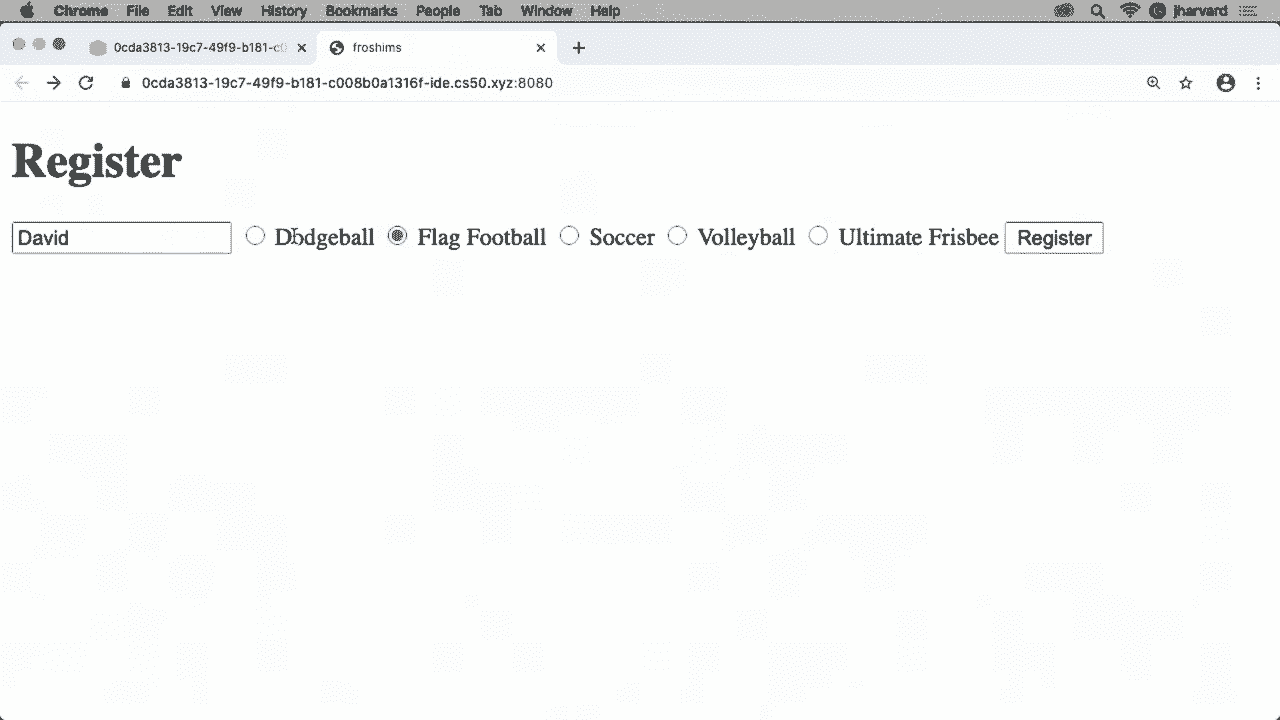 Chrome File Edit View History Bookmarks People Tab Window Help jharvard
0cda3813-19c7-49f9-b181-c0 froshims
0cda3813-19c7-49f9-b181-c008b0a1316f-ide.cs50.xyz:8080
Register
David Dodgeball Flag Football Soccer Volleyball Ultimate Frisbee Register